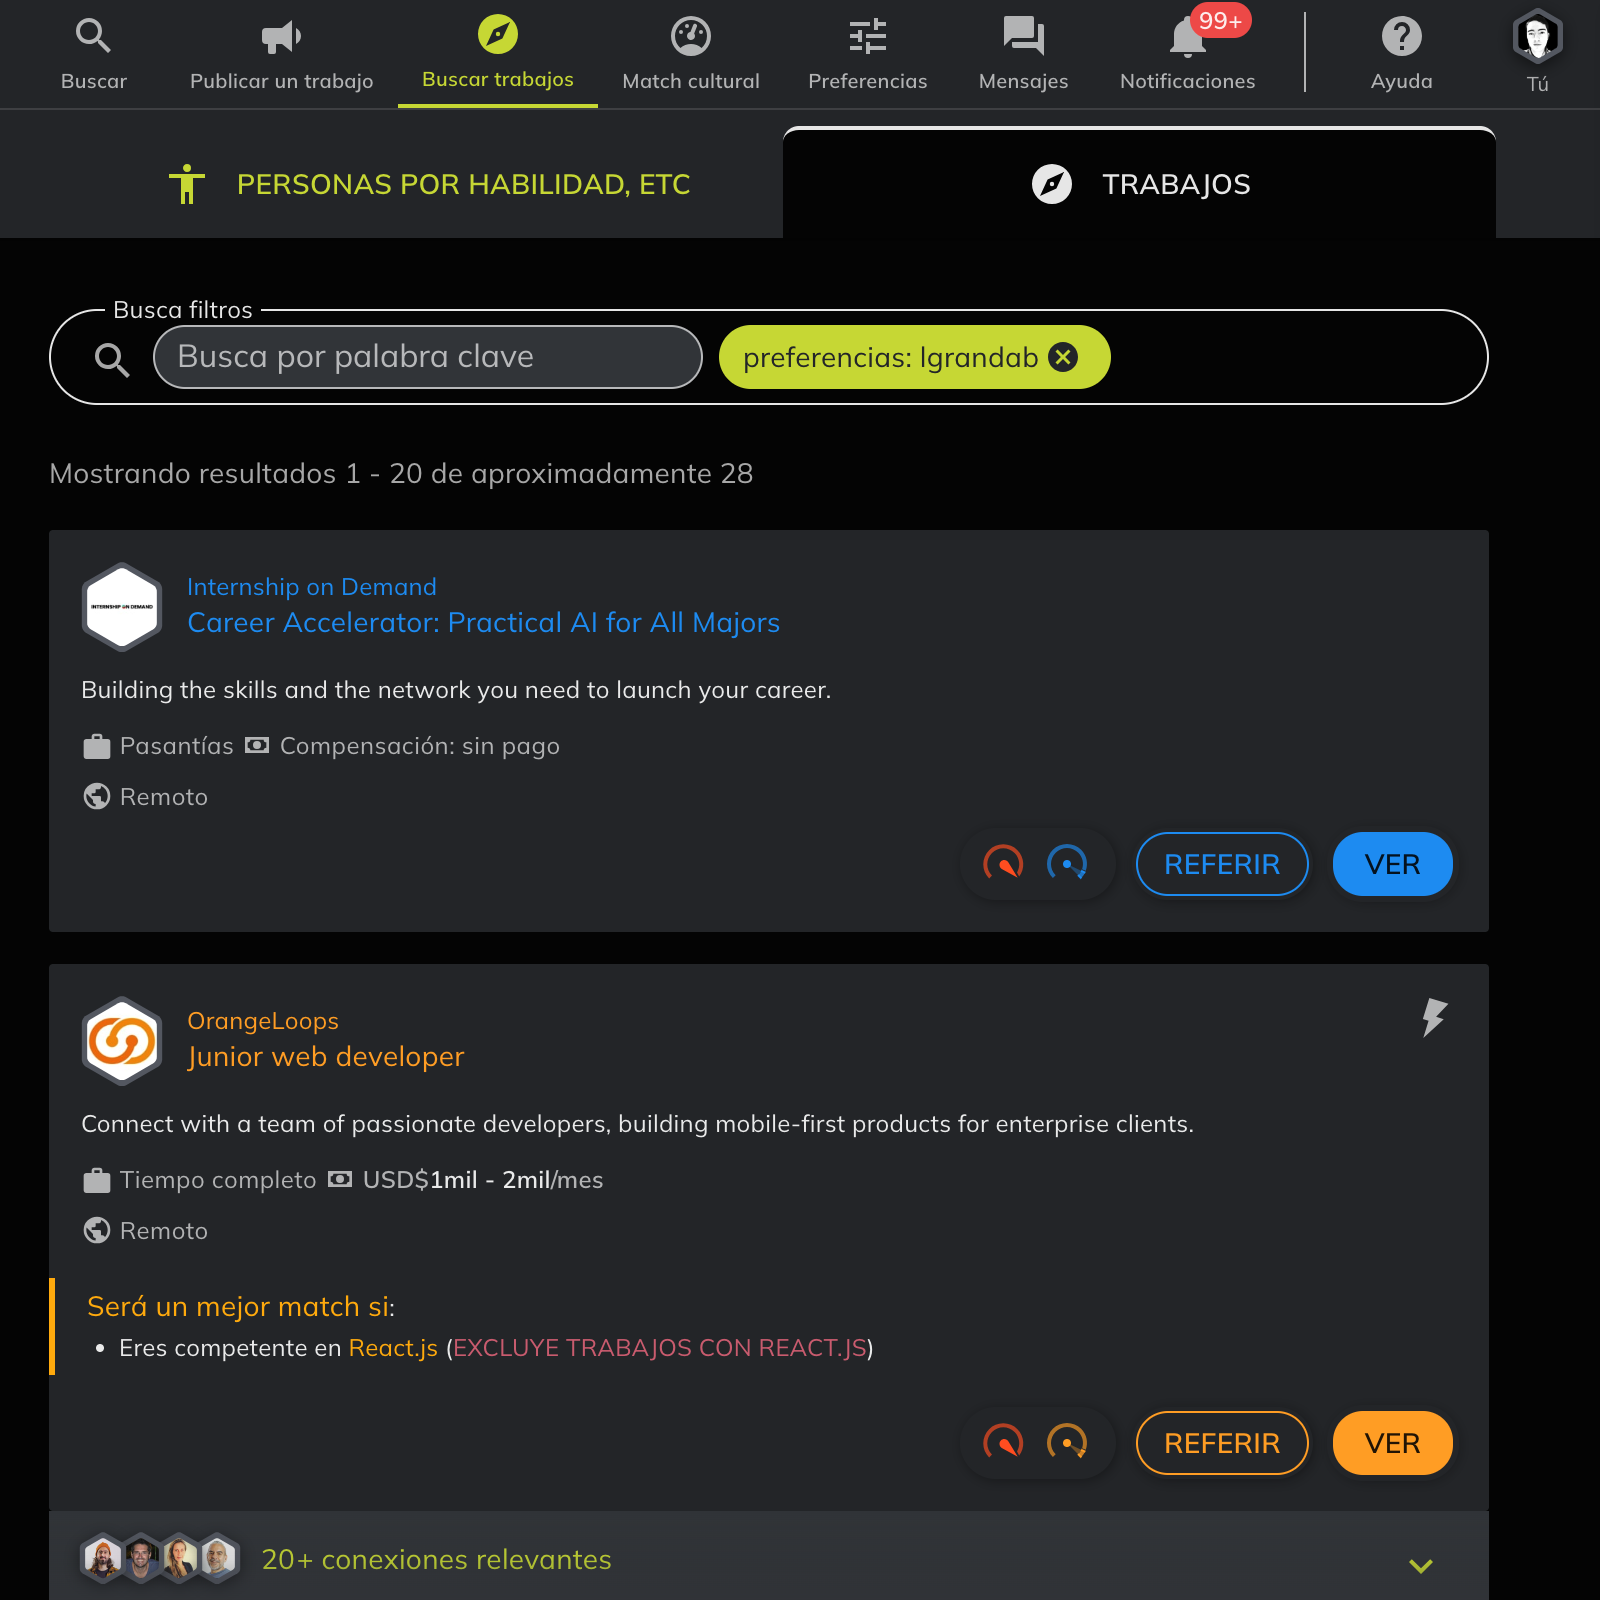 Buscar
Publicar un trabajo
Buscar trabajos
Match cultural
Preferencias
Mensajes
99+
Notificaciones
Ayuda
Tú
PERSONAS POR HABILIDAD, ETC
TRABAJOS
Busca filtros
Busca por palabra clave
preferencias: lgrandab
Mostrando resultados 1 - 20 de aproximadamente 28
INTERNSHIP ON DEMAND
Internship on Demand
Career Accelerator: Practical AI for All Majors
Building the skills and the network you need to launch your career.
Pasantías Compensación: sin pago
Remoto
REFERIR
VER
OrangeLoops
Junior web developer
Connect with a team of passionate developers, building mobile-first products for enterprise clients.
Tiempo completo USD$1mil - 2mil/mes
Remoto
Será un mejor match si:
• Eres competente en React.js (EXCLUYE TRABAJOS CON REACT.JS)
REFERIR
VER
20+ conexiones relevantes